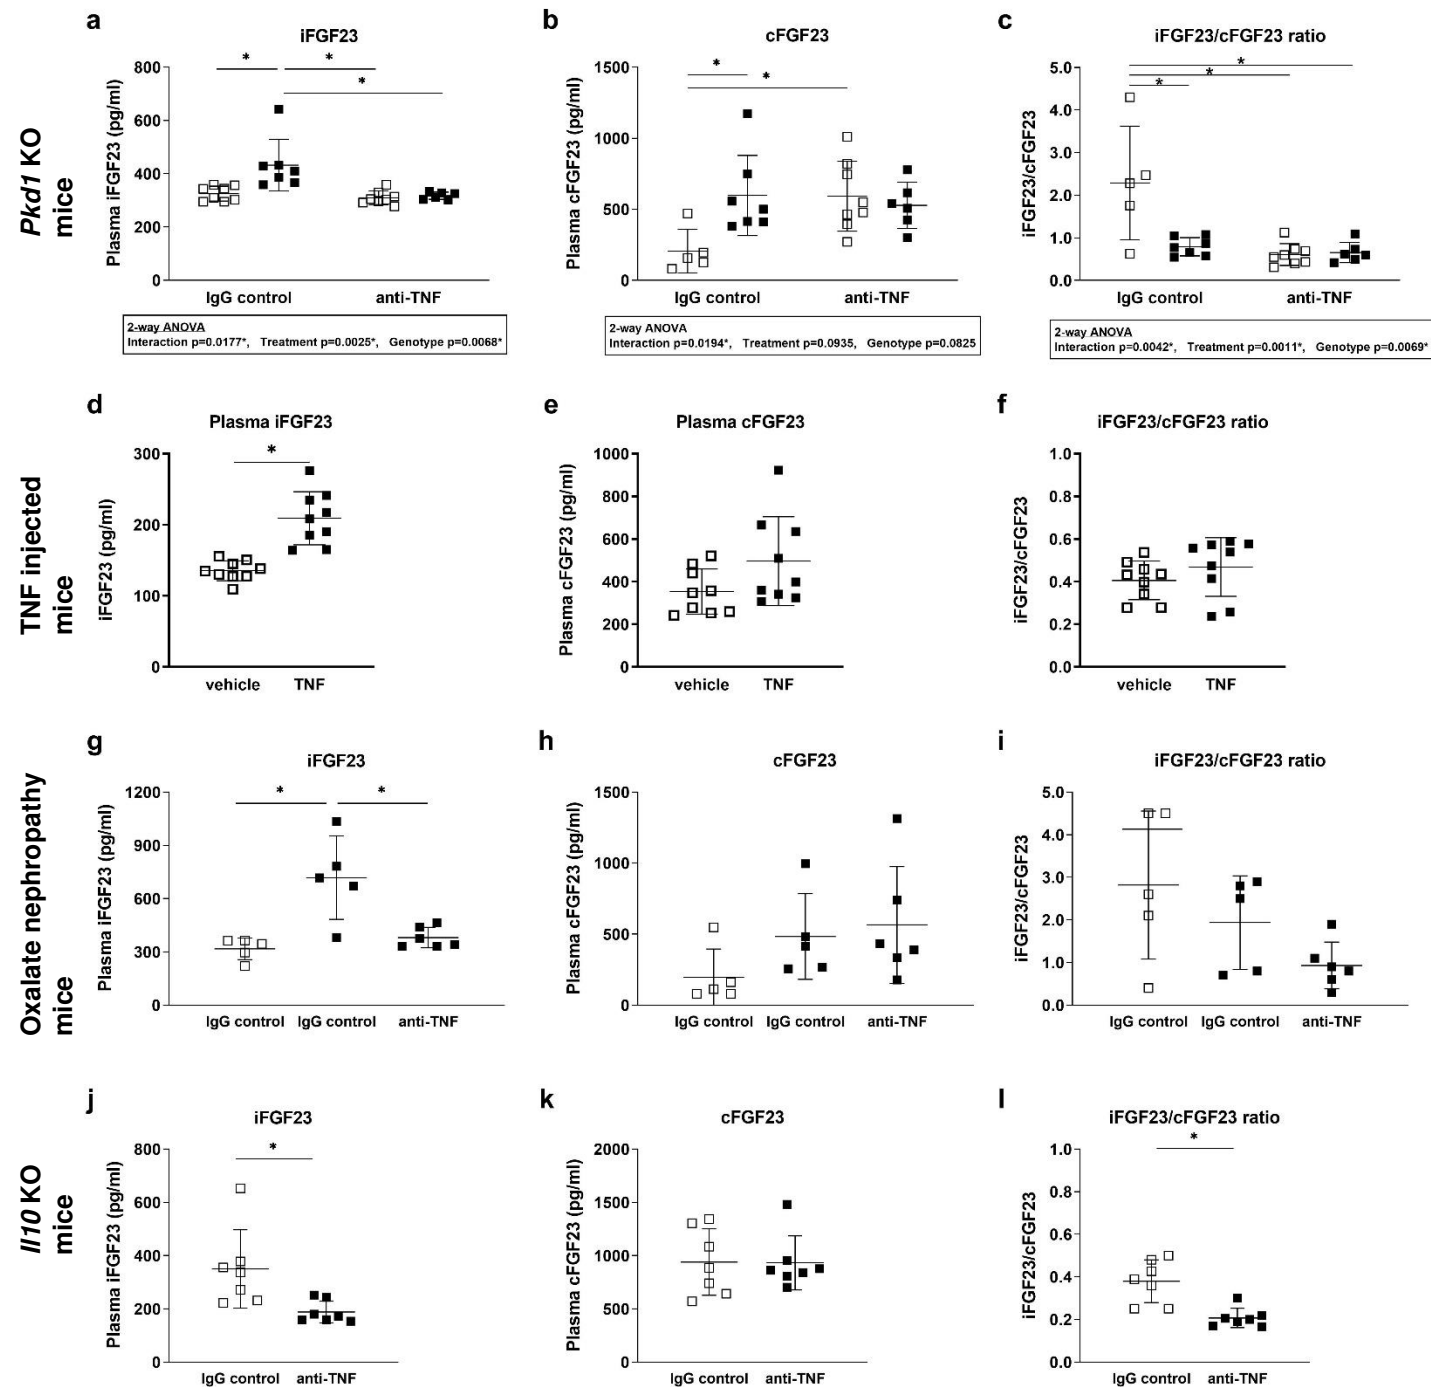 a
iFGF23
Plasma iFGF23 (pg/ml)
800
600
400
200
0
*
*
*
IgG control
anti-TNF
2-way ANOVA
Interaction p=0.0177*, Treatment p=0.0025*, Genotype p=0.0068*
b
cFGF23
Plasma cFGF23 (pg/ml)
1500
1000
500
0
*
*
IgG control
anti-TNF
2-way ANOVA
Interaction p=0.0194*, Treatment p=0.0935, Genotype p=0.0825
c
iFGF23/cFGF23 ratio
iFGF23/cFGF23
5.0
4.0
3.0
2.0
1.0
0.0
*
*
*
IgG control
anti-TNF
2-way ANOVA
Interaction p=0.0042*, Treatment p=0.0011*, Genotype p=0.0069*
Pkd1 KO
mice
d
Plasma iFGF23
iFGF23 (pg/ml)
300
200
100
0
*
vehicle
TNF
e
Plasma cFGF23
Plasma cFGF23 (pg/ml)
1000
800
600
400
200
0
vehicle
TNF
f
iFGF23/cFGF23 ratio
iFGF23/cFGF23
1.0
0.8
0.6
0.4
0.2
0.0
vehicle
TNF
TNF injected
mice
g
iFGF23
Plasma iFGF23 (pg/ml)
1200
900
600
300
0
*
*
IgG control
IgG control
anti-TNF
h
cFGF23
Plasma cFGF23 (pg/ml)
1500
1000
500
0
IgG control
IgG control
anti-TNF
i
iFGF23/cFGF23 ratio
iFGF23/cFGF23
5.0
4.0
3.0
2.0
1.0
0.0
IgG control
IgG control
anti-TNF
Oxalate nephropathy
mice
j
iFGF23
Plasma iFGF23 (pg/ml)
800
600
400
200
0
*
IgG control
anti-TNF
k
cFGF23
Plasma cFGF23 (pg/ml)
2000
1500
1000
500
0
IgG control
anti-TNF
l
iFGF23/cFGF23 ratio
iFGF23/cFGF23
1.0
0.8
0.6
0.4
0.2
0.0
*
IgG control
anti-TNF
Il10 KO
mice